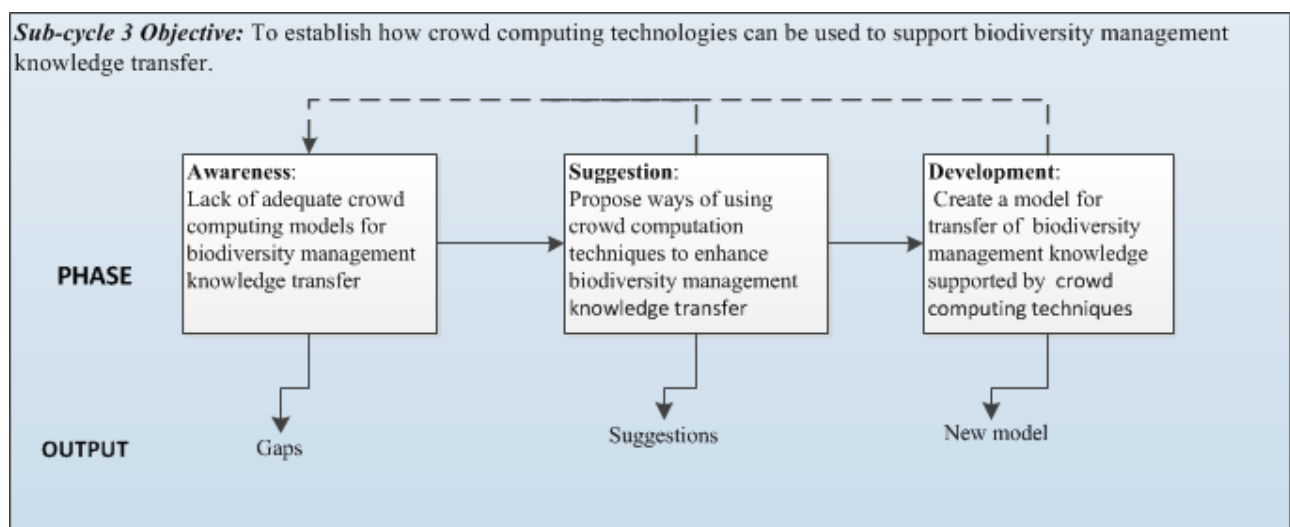 Sub-cycle 3 Objective: To establish how crowd computing technologies can be used to support biodiversity management
knowledge transfer.
Awareness:
Lack of adequate crowd
computing models for
biodiversity management
knowledge transfer
Suggestion:
Propose ways of using
crowd computation
techniques to enhance
biodiversity management
knowledge transfer
Development:
Create a model for
transfer of biodiversity
management knowledge
supported by crowd
computing techniques
PHASE
Gaps
Suggestions
New model
OUTPUT